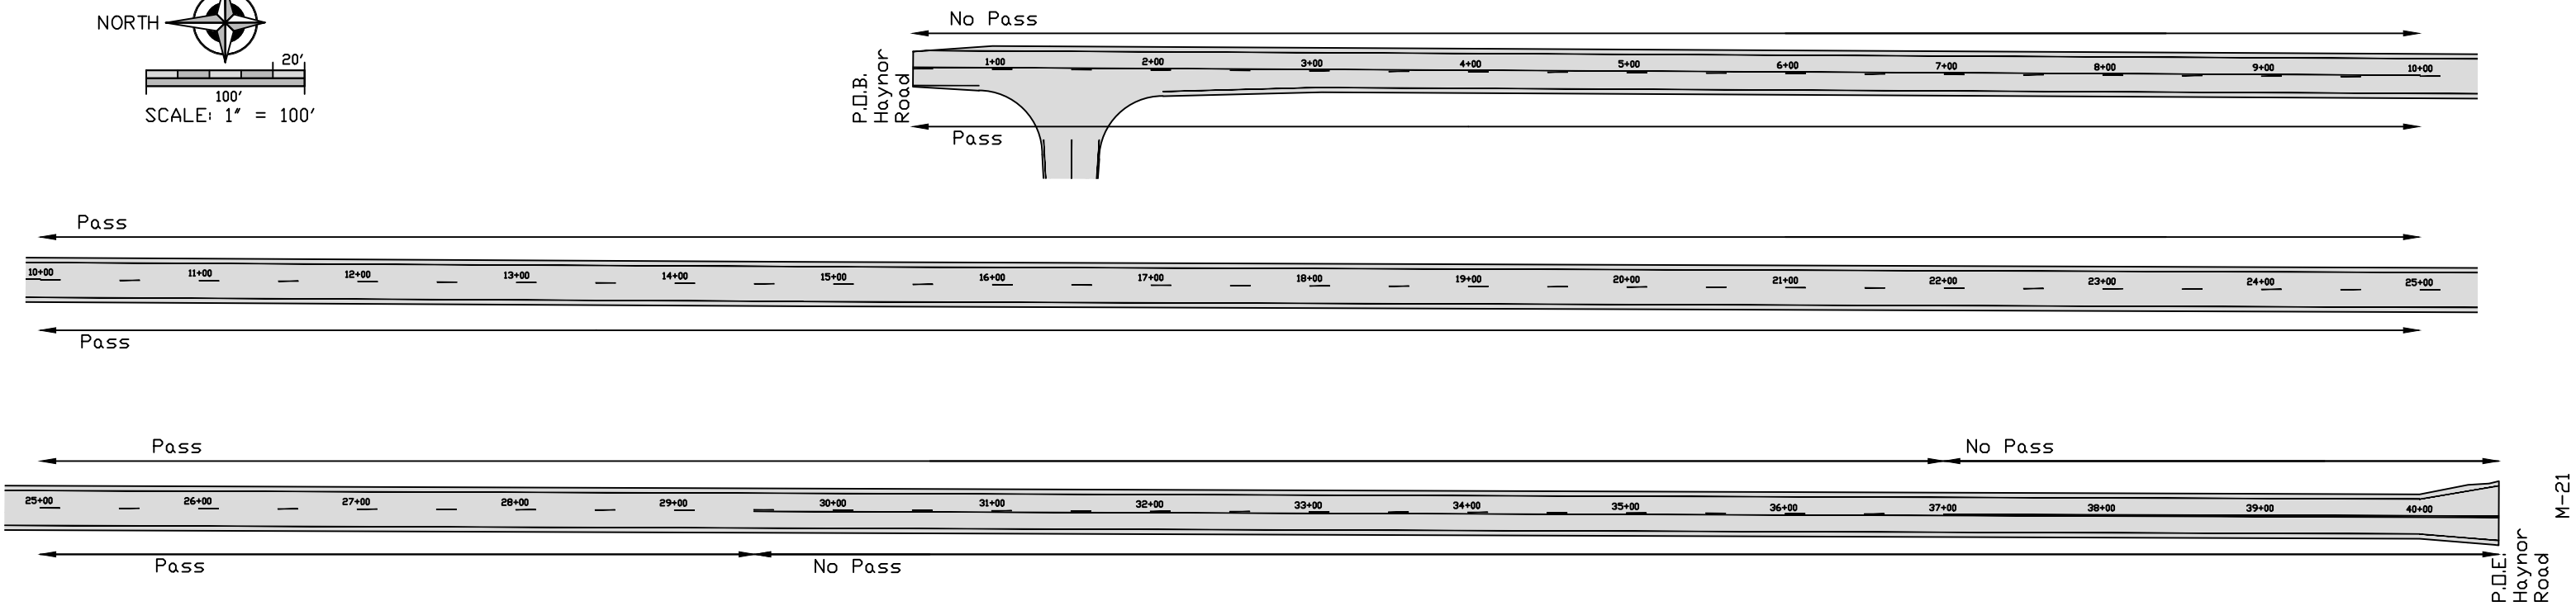 NORTH
20'
100'
SCALE: 1" = 100'
No Pass
P.O.B.
Haynor
Road
1+00 2+00 3+00 4+00 5+00 6+00 7+00 8+00 9+00 10+00
Pass
Pass
10+00 11+00 12+00 13+00 14+00 15+00 16+00 17+00 18+00 19+00 20+00 21+00 22+00 23+00 24+00 25+00
Pass
Pass No Pass
25+00 26+00 27+00 28+00 29+00 30+00 31+00 32+00 33+00 34+00 35+00 36+00 37+00 38+00 39+00 40+00
M-21
Pass No Pass
P.O.E.
Haynor
Road